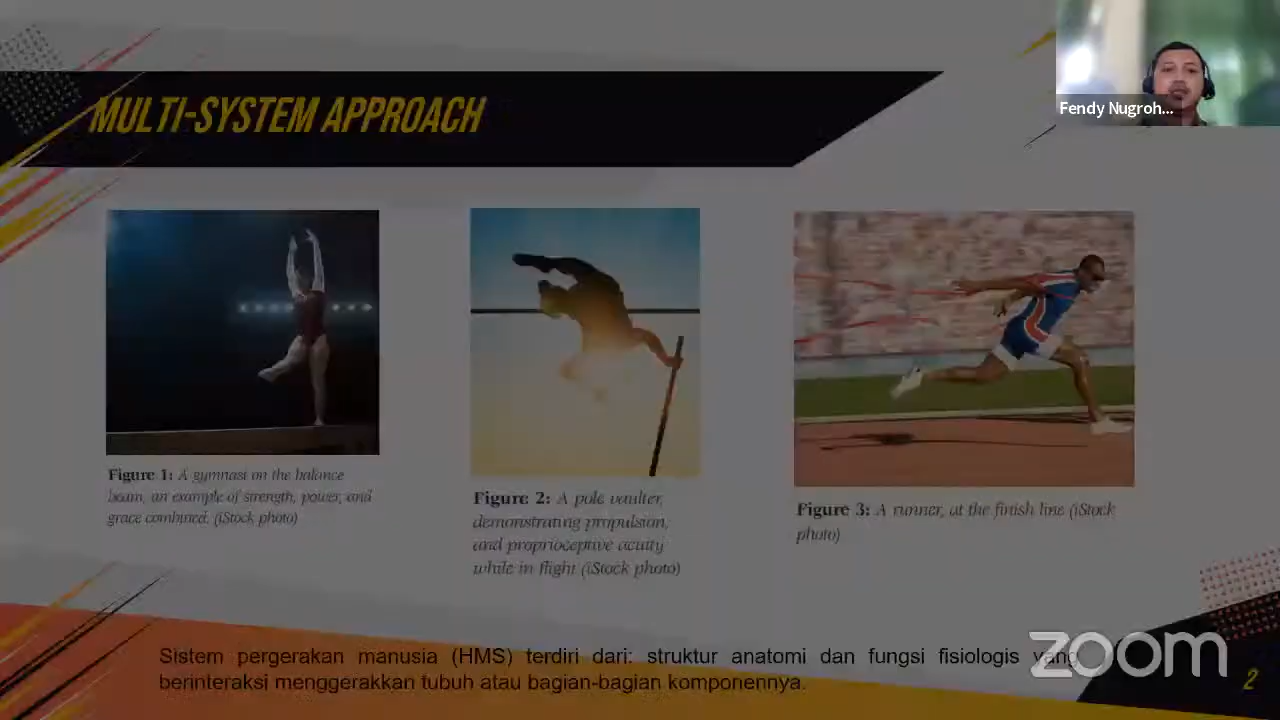 MULTI-SYSTEM APPROACH
Fendy Nugroh...
Figure 1: A gymnast on the balance
beam, an example of strength, power, and
grace combined. (iStock photo)
Figure 2: A pole vaulter,
demonstrating propulsion,
and proprioceptive acuity
while in flight (iStock photo)
Figure 3: A runner, at the finish line (iStock
photo)
Sistem pergerakan manusia (HMS) terdiri dari: struktur anatomi dan fungsi fisiologis yang
berinteraksi menggerakkan tubuh atau bagian-bagian komponennya.
zoom
2